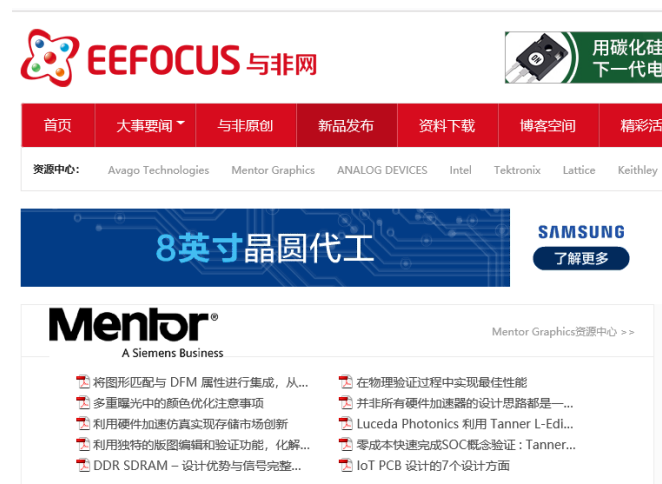 EEFOCUS 与非网
用碳化硅
下一代电
ON
首页 大事要闻 与非原创 新品发布 资料下载 博客空间 精彩活
资源中心: Avago Technologies Mentor Graphics ANALOG DEVICES Intel Tektronix Lattice Keithley
8英寸晶圆代工
SAMSUNG
了解更多
Mentor®
A Siemens Business
Mentor Graphics资源中心 >>
将图形匹配与 DFM 属性进行集成，从... 在物理验证过程中实现最佳性能
多重曝光中的颜色优化注意事项 并非所有硬件加速器的设计思路都是一...
利用硬件加速仿真实现存储市场创新 Luceda Photonics 利用 Tanner L-Edi...
利用独特的版图编辑和验证功能，化解... 零成本快速完成SOC概念验证 : Tanner...
DDR SDRAM – 设计优势与信号完整... IoT PCB 设计的7个设计方面